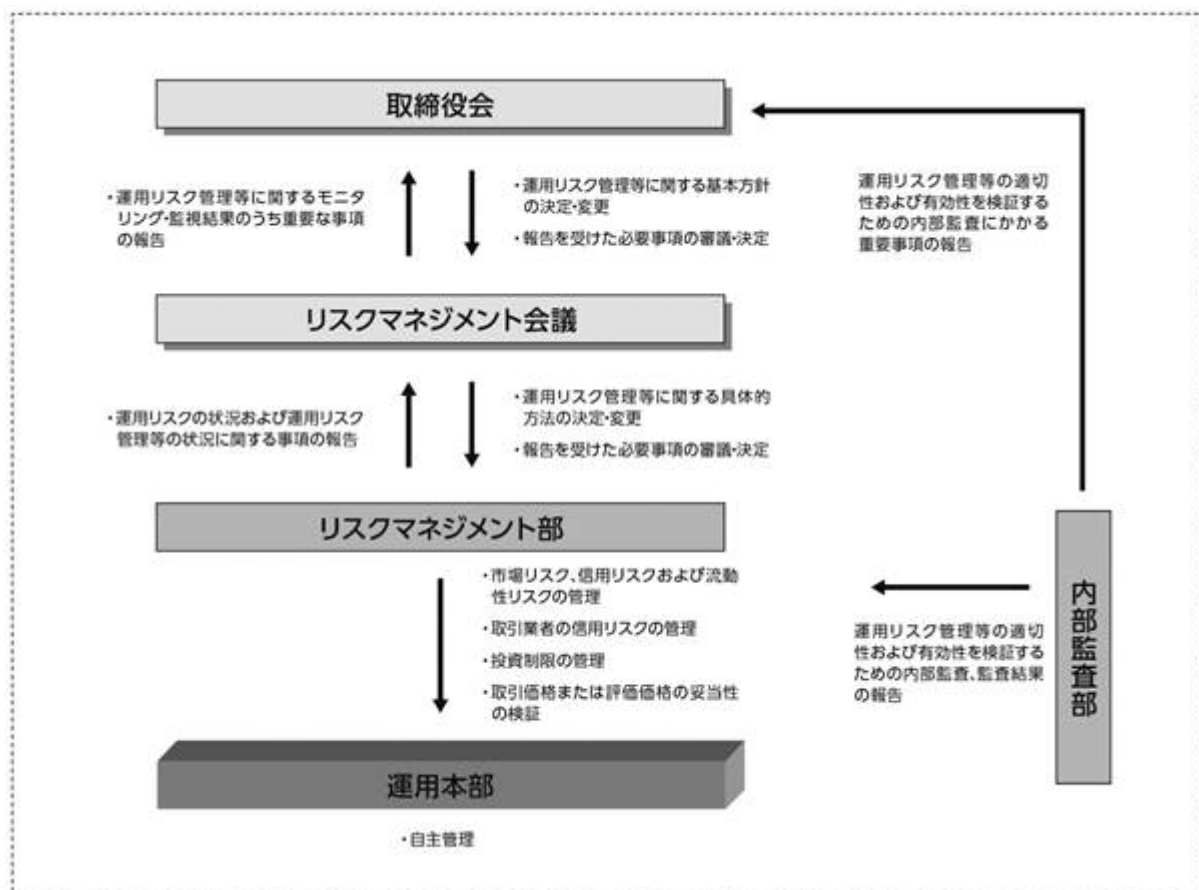 取締役会
・運用リスク管理等に関するモニタ
リング・監視結果のうち重要な事項
の報告
・運用リスク管理等に関する基本方針
の決定・変更
・報告を受けた必要事項の審議・決定
運用リスク管理等の適切
性および有効性を検証する
ための内部監査にかかる
重要事項の報告
リスクマネジメント会議
・運用リスクの状況および運用リスク
管理等の状況に関する事項の報告
・運用リスク管理等に関する具体的
方法の決定・変更
・報告を受けた必要事項の審議・決定
リスクマネジメント部
・市場リスク、信用リスクおよび流動
性リスクの管理
・取引業者の信用リスクの管理
・投資制限の管理
・取引価格または評価価格の妥当性
の検証
運用リスク管理等の適切
性および有効性を検証する
ための内部監査、監査結果
の報告
内部監査部
運用本部
・自主管理